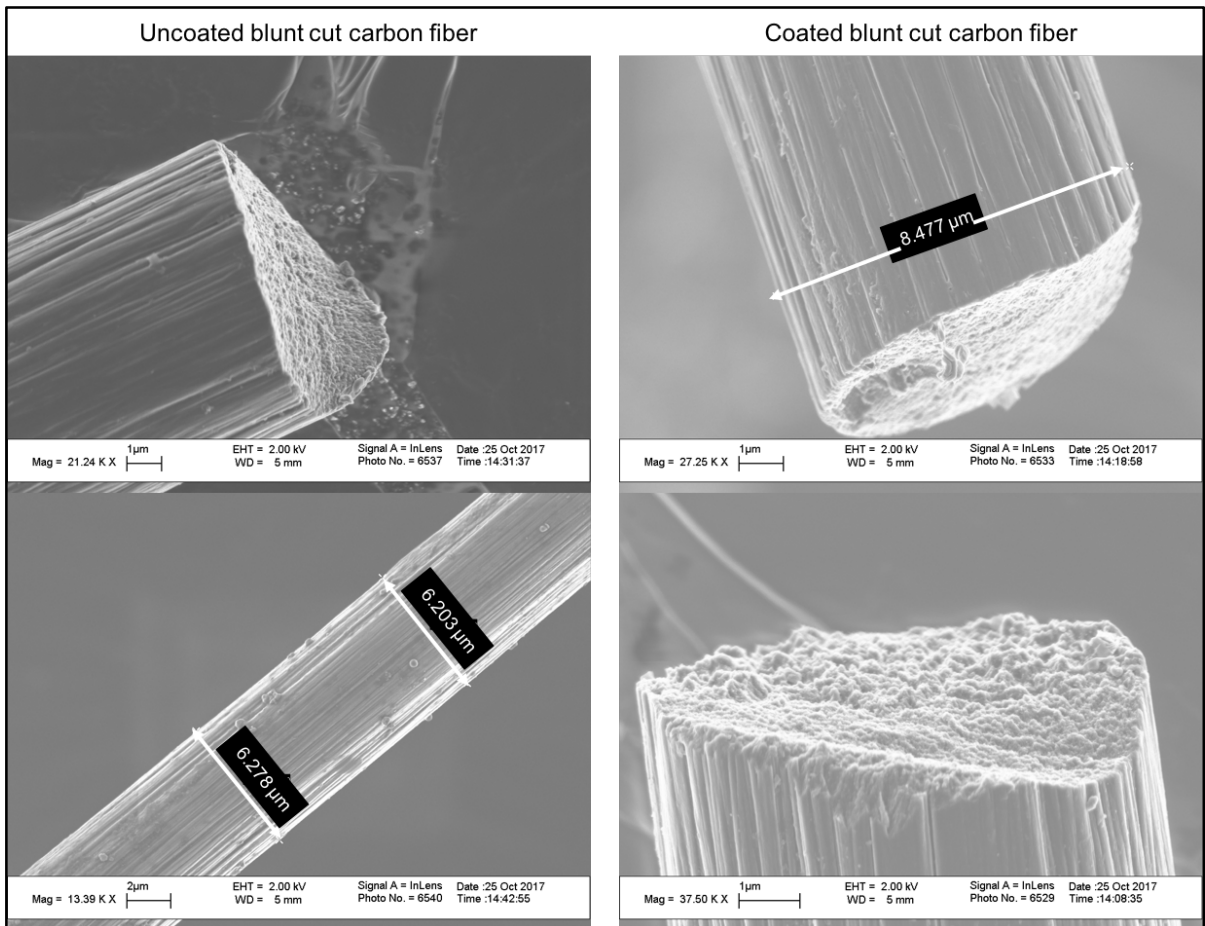 Uncoated blunt cut carbon fiber
Coated blunt cut carbon fiber
Mag = 21.24 K X
1µm
EHT = 2.00 kV
WD = 5 mm
Signal A = InLens
Photo No. = 6537
Date :25 Oct 2017
Time :14:31:37
8.477 µm
Mag = 27.25 K X
1µm
EHT = 2.00 kV
WD = 5 mm
Signal A = InLens
Photo No. = 6533
Date :25 Oct 2017
Time :14:18:58
6.203 µm
6.278 µm
Mag = 13.39 K X
2µm
EHT = 2.00 kV
WD = 5 mm
Signal A = InLens
Photo No. = 6540
Date :25 Oct 2017
Time :14:42:55
Mag = 37.50 K X
1µm
EHT = 2.00 kV
WD = 5 mm
Signal A = InLens
Photo No. = 6529
Date :25 Oct 2017
Time :14:08:35